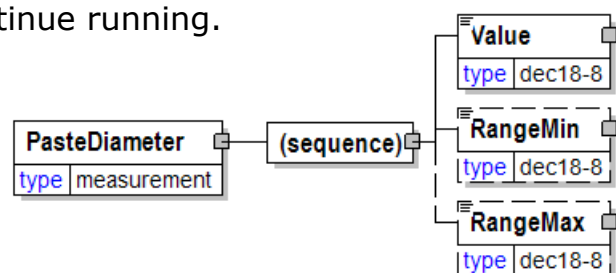 tinue running.
Value
type dec18-8
PasteDiameter
type measurement
(sequence)
RangeMin
type dec18-8
RangeMax
type dec18-8